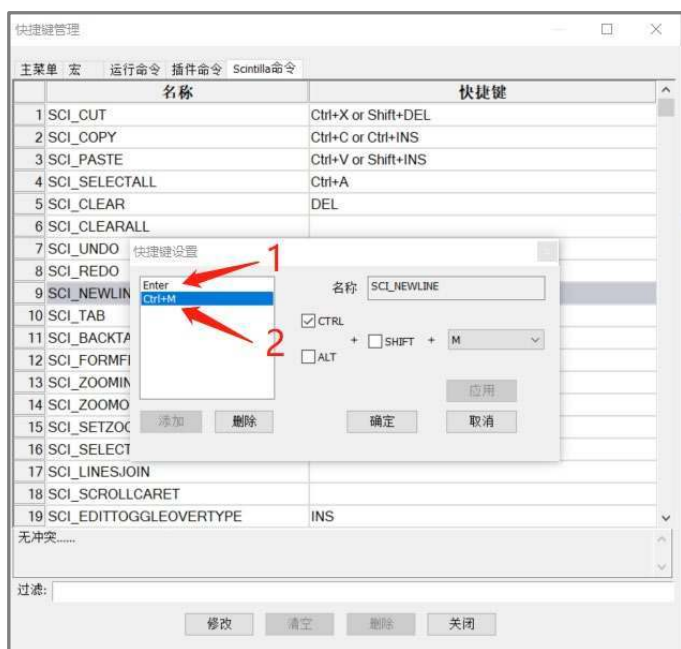 快捷键管理
主菜单 宏 运行命令 插件命令 Scintilla命令
名称 快捷键
1 SCI_CUT Ctrl+X or Shift+DEL
2 SCI_COPY Ctrl+C or Ctrl+INS
3 SCI_PASTE Ctrl+V or Shift+INS
4 SCI_SELECTALL Ctrl+A
5 SCI_CLEAR DEL
6 SCI_CLEARALL
7 SCI_UNDO
8 SCI_REDO
9 SCI_NEWLIN
10 SCI_TAB
11 SCI_BACKTA
12 SCI_FORMFI
13 SCI_ZOOMIN
14 SCI_ZOOMO
15 SCI_SETZOO
16 SCI_SELECT
17 SCI_LINESJOIN
18 SCI_SCROLLCARET
19 SCI_EDITTOGGLEOVERTYPE INS
快捷键设置
1
Enter
Ctrl+M
2
名称 SCI_NEWLINE
CTRL
+ SHIFT + M
ALT
应用
添加 删除 确定 取消
无冲突......
过滤:
修改 清空 删除 关闭